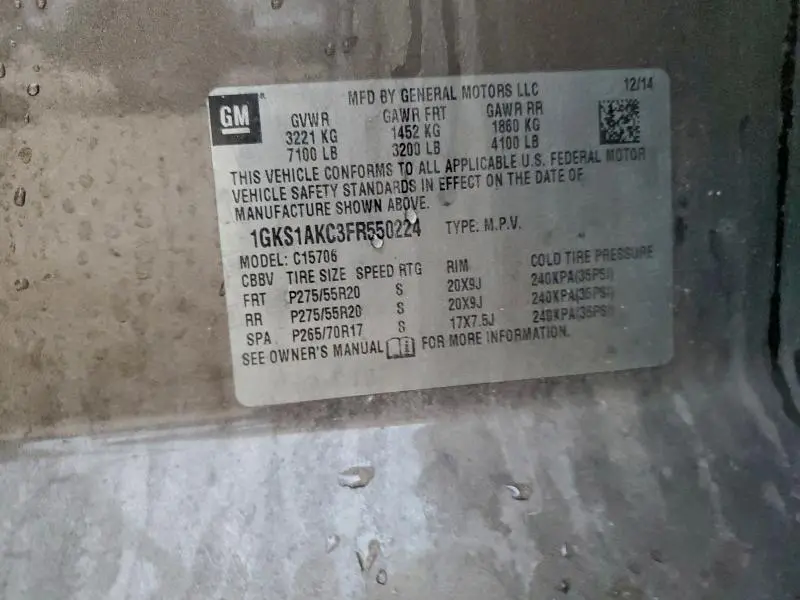 GM
MFD BY GENERAL MOTORS LLC 12/14
GVWR GAWR FRT GAWR RR
3221 KG 1452 KG 1860 KG
7100 LB 3200 LB 4100 LB
THIS VEHICLE CONFORMS TO ALL APPLICABLE U.S. FEDERAL MOTOR
VEHICLE SAFETY STANDARDS IN EFFECT ON THE DATE OF
MANUFACTURE SHOWN ABOVE.
1GKS1AKC3FR550224 TYPE: M.P.V.
MODEL: C15706
CBBV TIRE SIZE SPEED RTG RIM COLD TIRE PRESSURE
FRT P275/55R20 S 20X9J 240KPA(35PSI)
RR P275/55R20 S 20X9J 240KPA(35PSI)
SPA P265/70R17 S 17X7.5J 240KPA(35PSI)
SEE OWNER'S MANUAL FOR MORE INFORMATION.